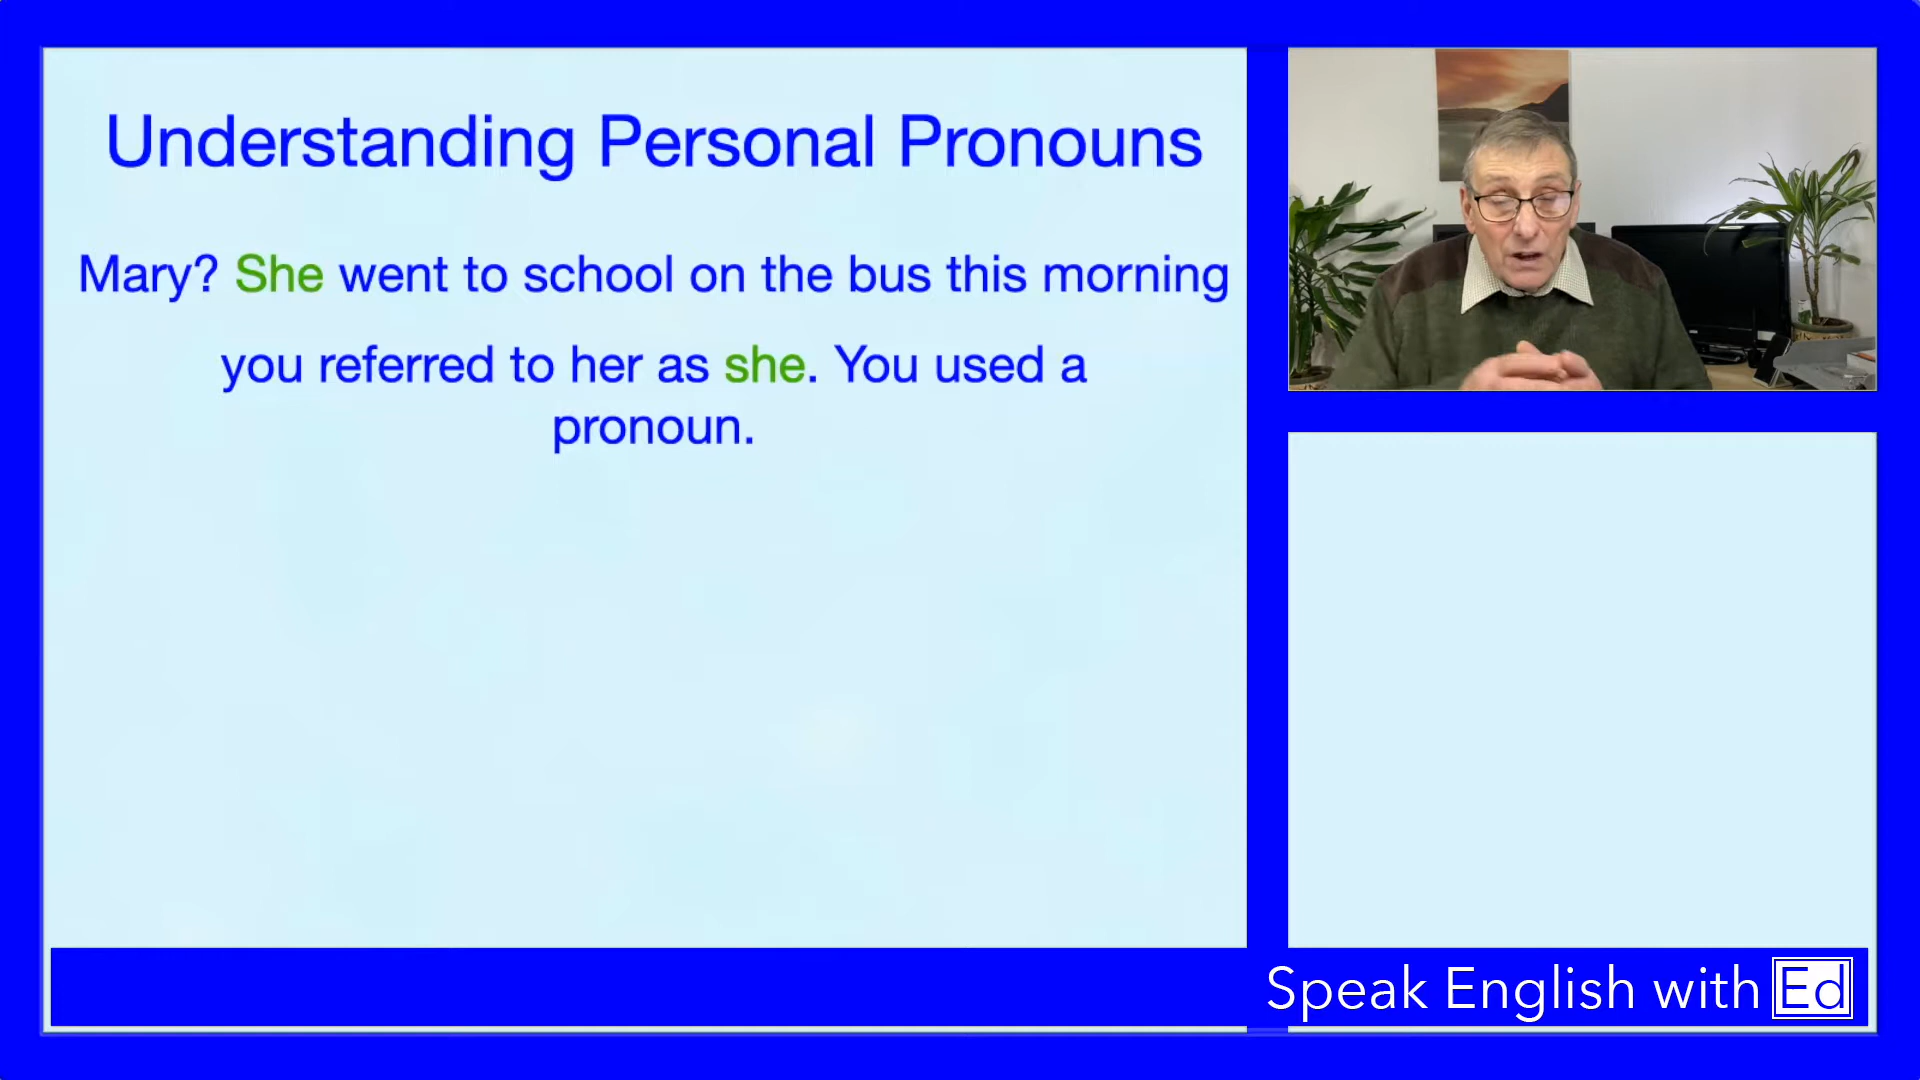 Understanding Personal Pronouns
Mary? She went to school on the bus this morning
you referred to her as she. You used a
pronoun.
Speak English with Ed